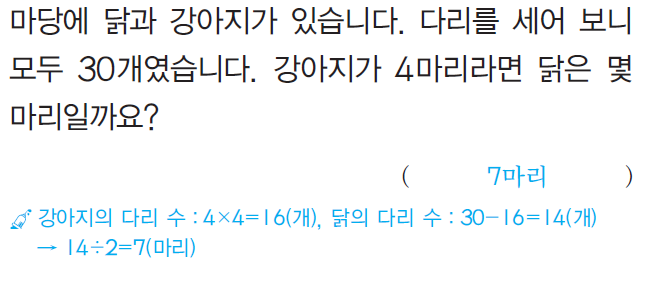 마당에 닭과 강아지가 있습니다. 다리를 세어 보니
모두 30개였습니다. 강아지가 4마리라면 닭은 몇
마리일까요?
( 7마리 )
강아지의 다리 수 : 4×4=16(개), 닭의 다리 수 : 30-16=14(개)
→ 14÷2=7(마리)